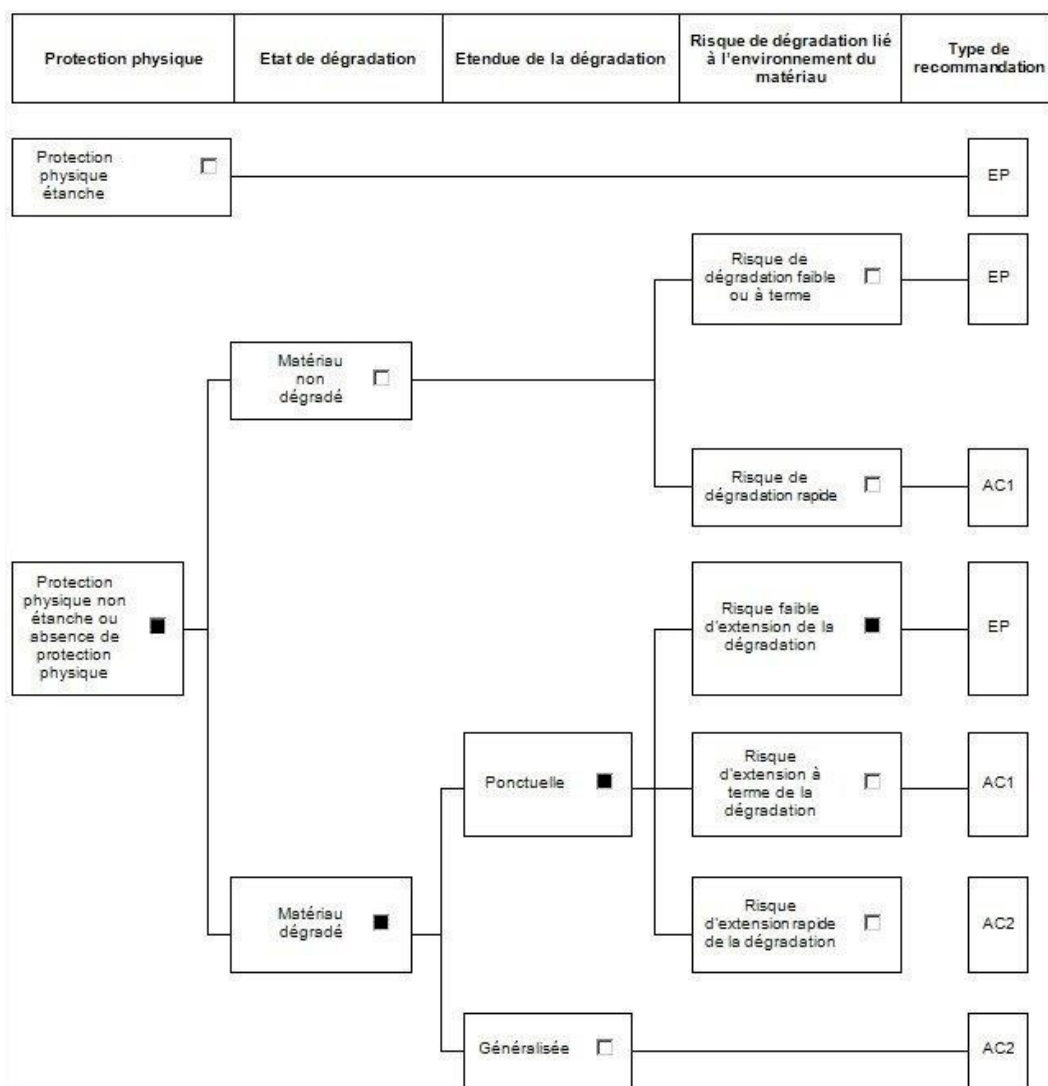 Protection physique
Etat de dégradation
Etendue de la dégradation
Risque de dégradation lié
à l'environnement du
matériau
Type de
recommandation
Protection
physique
étanche
EP
Risque de
dégradation faible
ou à terme
EP
Matériau
non
dégradé
Risque de
dégradation rapide
AC1
Protection
physique non
étanche ou
absence de
protection
physique
Risque faible
d'extension de la
dégradation
EP
Ponctuelle
Risque
d'extension à
terme de la
dégradation
AC1
Matériau
dégradé
Risque
d'extension rapide
de la dégradation
AC2
Généralisée
AC2